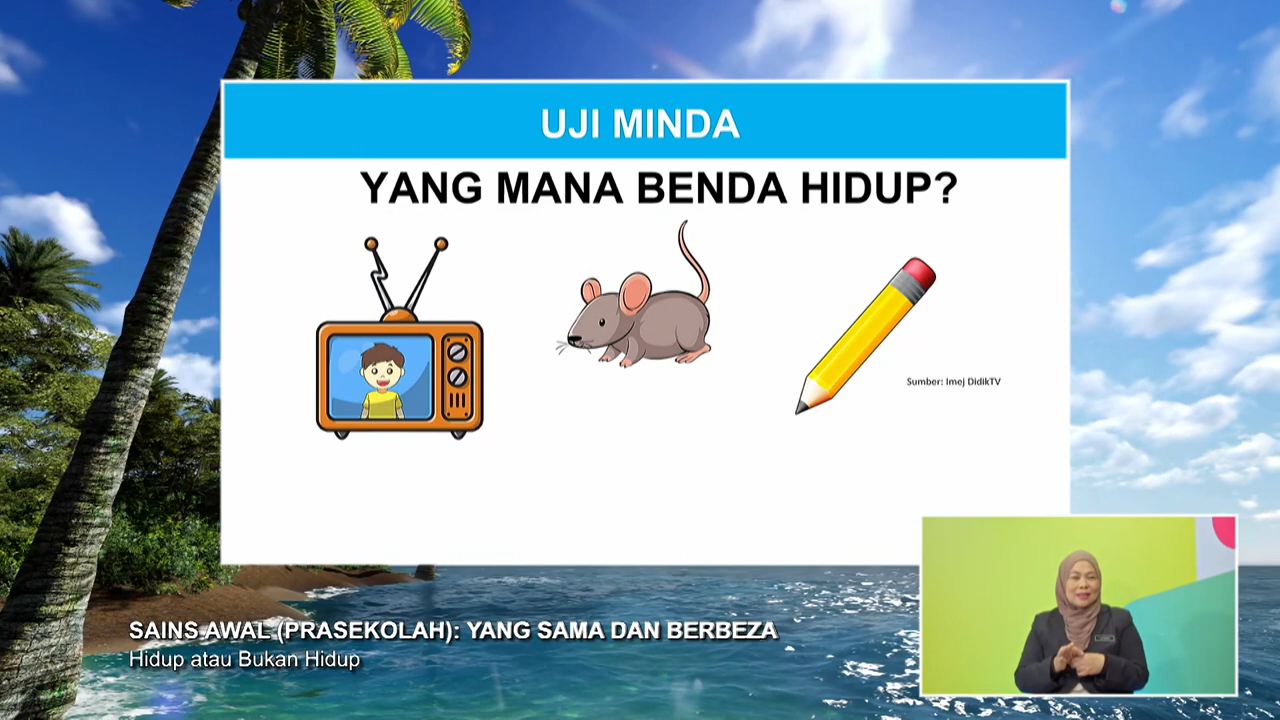 UJI MINDA
YANG MANA BENDA HIDUP?
Sumber: Imej DidikTV
SAINS AWAL (PRASEKOLAH): YANG SAMA DAN BERBEZA
Hidup atau Bukan Hidup